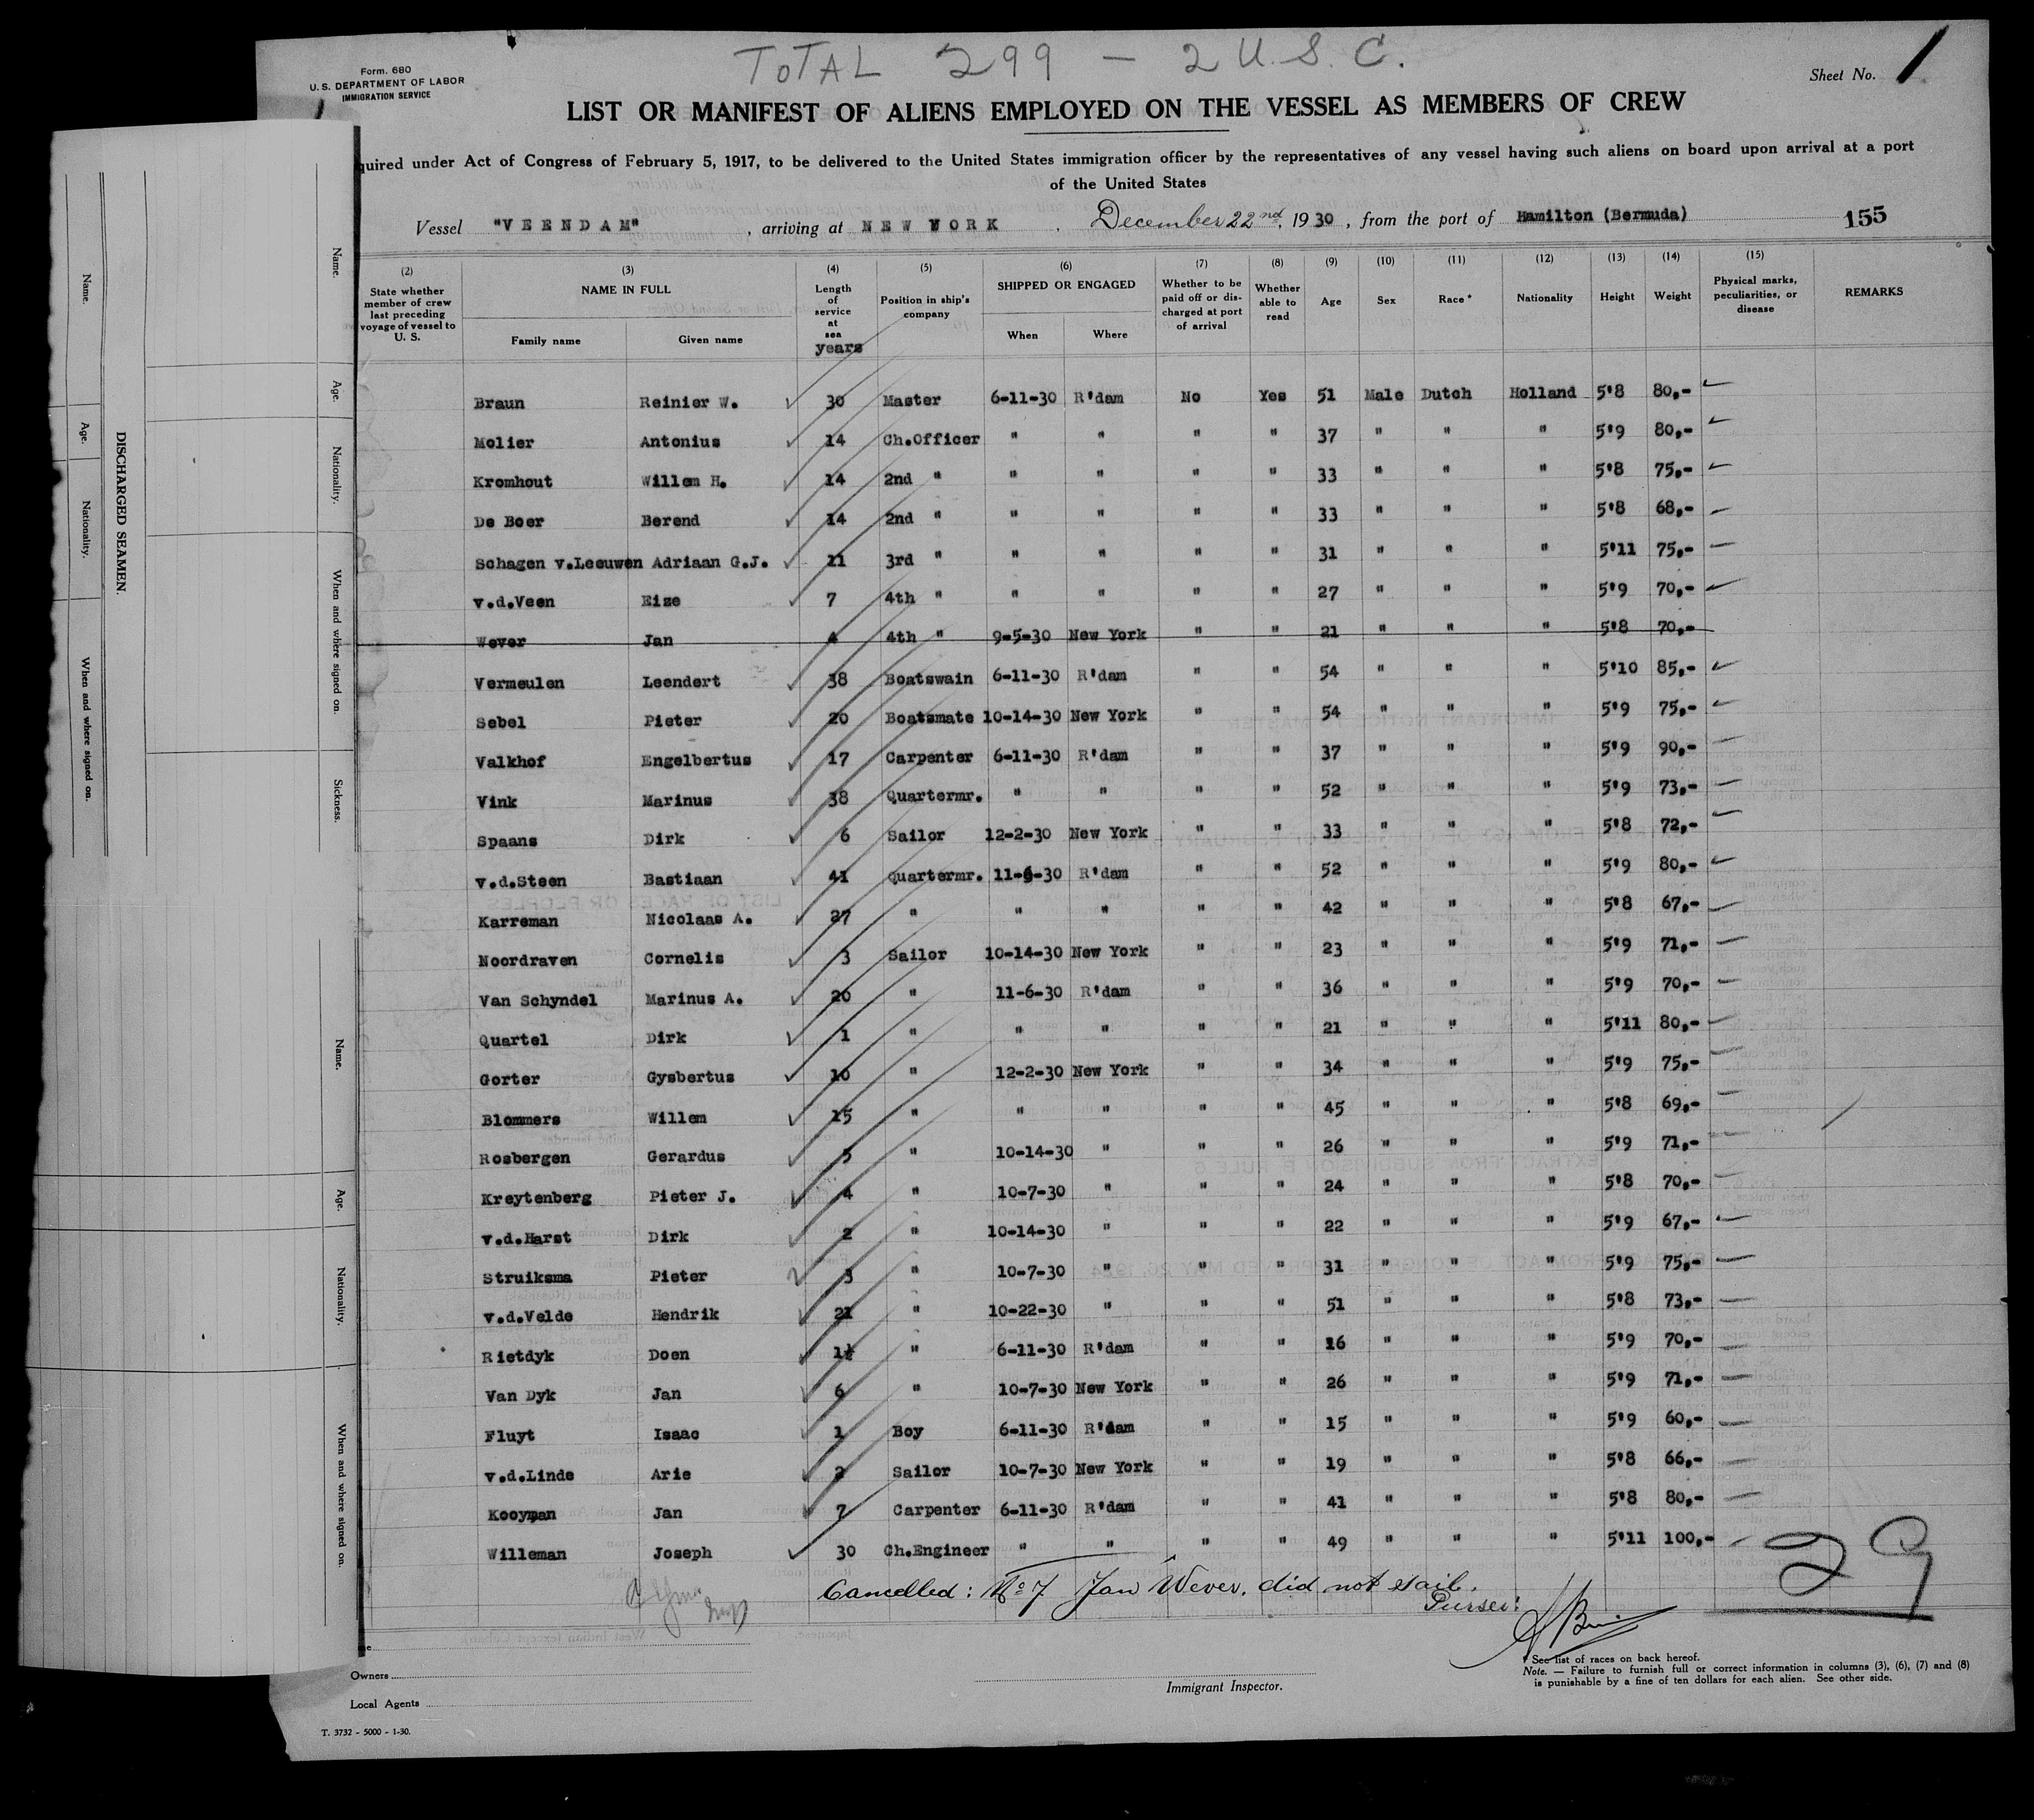 TOTAL 299 — 2 U.S.C.
Form. 680
U. S. DEPARTMENT OF LABOR
IMMIGRATION SERVICE
Sheet No. 1
LIST OR MANIFEST OF ALIENS EMPLOYED ON THE VESSEL AS MEMBERS OF CREW
quired under Act of Congress of February 5, 1917, to be delivered to the United States immigration officer by the representatives of any vessel having such aliens on board upon arrival at a port
of the United States
Vessel "VEENDAM", arriving at NEW YORK. December 22nd, 1930, from the port of Hamilton (Bermuda) 155
(2) State whether member of crew last preceding voyage of vessel to U. S.
(3) NAME IN FULL Family name Given name
(4) Length of service at sea years
(5) Position in ship's company
(6) SHIPPED OR ENGAGED When Where
(7) Whether to be paid off or discharged at port of arrival
(8) Whether able to read
(9) Age
(10) Sex
(11) Race *
(12) Nationality
(13) Height
(14) Weight
(15) Physical marks, peculiarities, or disease
REMARKS
Braun Reinier W. 30 Master 6-11-30 R'dam No Yes 51 Male Dutch Holland 5'8 80,-
Molier Antonius 14 Ch.Officer " " " " 37 " " " 5'9 80,-
Kromhout Willem H. 14 2nd " " " " " 33 " " " 5'8 75,-
De Boer Berend 14 2nd " " " " " 33 " " " 5'8 68,-
Schagen v.Leeuwen Adriaan G.J. 11 3rd " " " " " 31 " " " 5'11 75,-
v.d.Veen Eize 7 4th " " " " " 27 " " " 5'9 70,-
Wever Jan 4 4th " 9-5-30 New York " " 21 " " " 5'8 70,-
Vermeulen Leendert 38 Boatswain 6-11-30 R'dam " " 54 " " " 5'10 85,-
Sebel Pieter 20 Boatsmate 10-14-30 New York " " 54 " " " 5'9 75,-
Valkhof Engelbertus 17 Carpenter 6-11-30 R'dam " " 37 " " " 5'9 90,-
Vink Marinus 38 Quartermr. " " " " 52 " " " 5'9 73,-
Spaans Dirk 6 Sailor 12-2-30 New York " " 33 " " " 5'8 72,-
v.d.Steen Bastiaan 41 Quartermr. 11-6-30 R'dam " " 52 " " " 5'9 80,-
Karreman Nicolaas A. 27 " " " " " 42 " " " 5'8 67,-
Noordraven Cornelis 3 Sailor 10-14-30 New York " " 23 " " " 5'9 71,-
Van Schyndel Marinus A. 20 " 11-6-30 R'dam " " 36 " " " 5'9 70,-
Quartel Dirk 1 " " " " " 21 " " " 5'11 80,-
Gorter Gysbertus 10 " 12-2-30 New York " " 34 " " " 5'9 75,-
Blommers Willem 15 " " " " " 45 " " " 5'8 69,-
Rosbergen Gerardus 5 " 10-14-30 " " " 26 " " " 5'9 71,-
Kreytenberg Pieter J. 4 " 10-7-30 " " " 24 " " " 5'8 70,-
v.d.Harst Dirk 2 " 10-14-30 " " " 22 " " " 5'9 67,-
Struiksma Pieter 3 " 10-7-30 " " " 31 " " " 5'9 75,-
v.d.Velde Hendrik 21 " 10-22-30 " " " 51 " " " 5'8 73,-
Rietdyk Doen 1½ " 6-11-30 R'dam " " 16 " " " 5'9 70,-
Van Dyk Jan 6 " 10-7-30 New York " " 26 " " " 5'9 71,-
Fluyt Isaac 1 Boy 6-11-30 R'dam " " 15 " " " 5'9 60,-
v.d.Linde Arie 2 Sailor 10-7-30 New York " " 19 " " " 5'8 66,-
Kooyman Jan 7 Carpenter 6-11-30 R'dam " " 41 " " " 5'8 80,-
Willeman Joseph 30 Ch.Engineer " " " " 49 " " " 5'11 100,-
Cancelled: No 7 Jan Wever, did not sail.
Purser:
29
Owners
Local Agents
Immigrant Inspector.
* See list of races on back hereof.
Note. — Failure to furnish full or correct information in columns (3), (6), (7) and (8)
is punishable by a fine of ten dollars for each alien. See other side.
T. 3732 - 5000 - 1-30.
DISCHARGED SEAMEN.
Name.
Age.
Nationality.
When and where signed on.
Name.
Age.
Nationality.
When and where signed on.
Sickness.
Name.
Age.
Nationality.
When and where signed on.